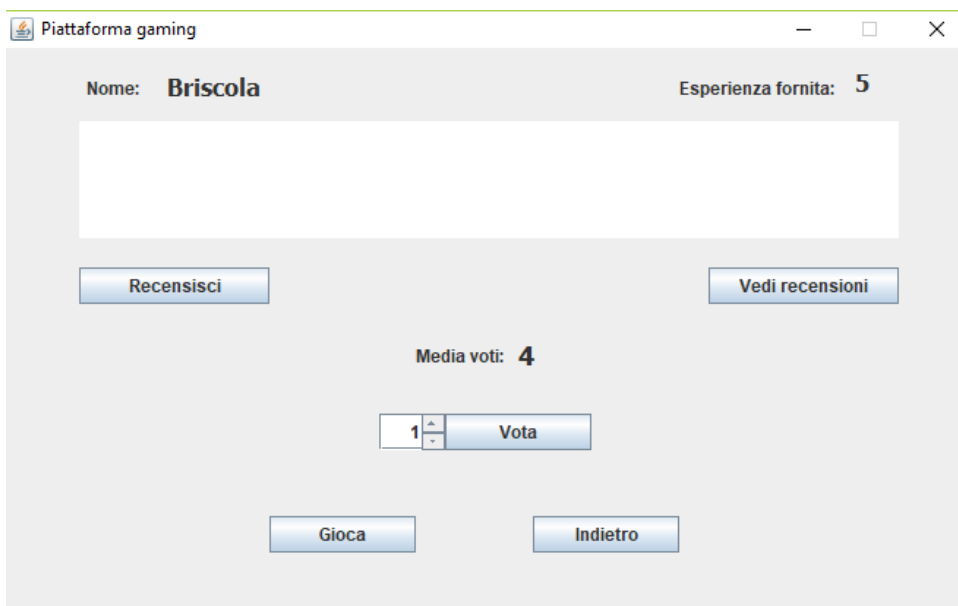 Piattaforma gaming
Nome: Briscola Esperienza fornita: 5
Recensisci Vedi recensioni
Media voti: 4
1 Vota
Gioca Indietro